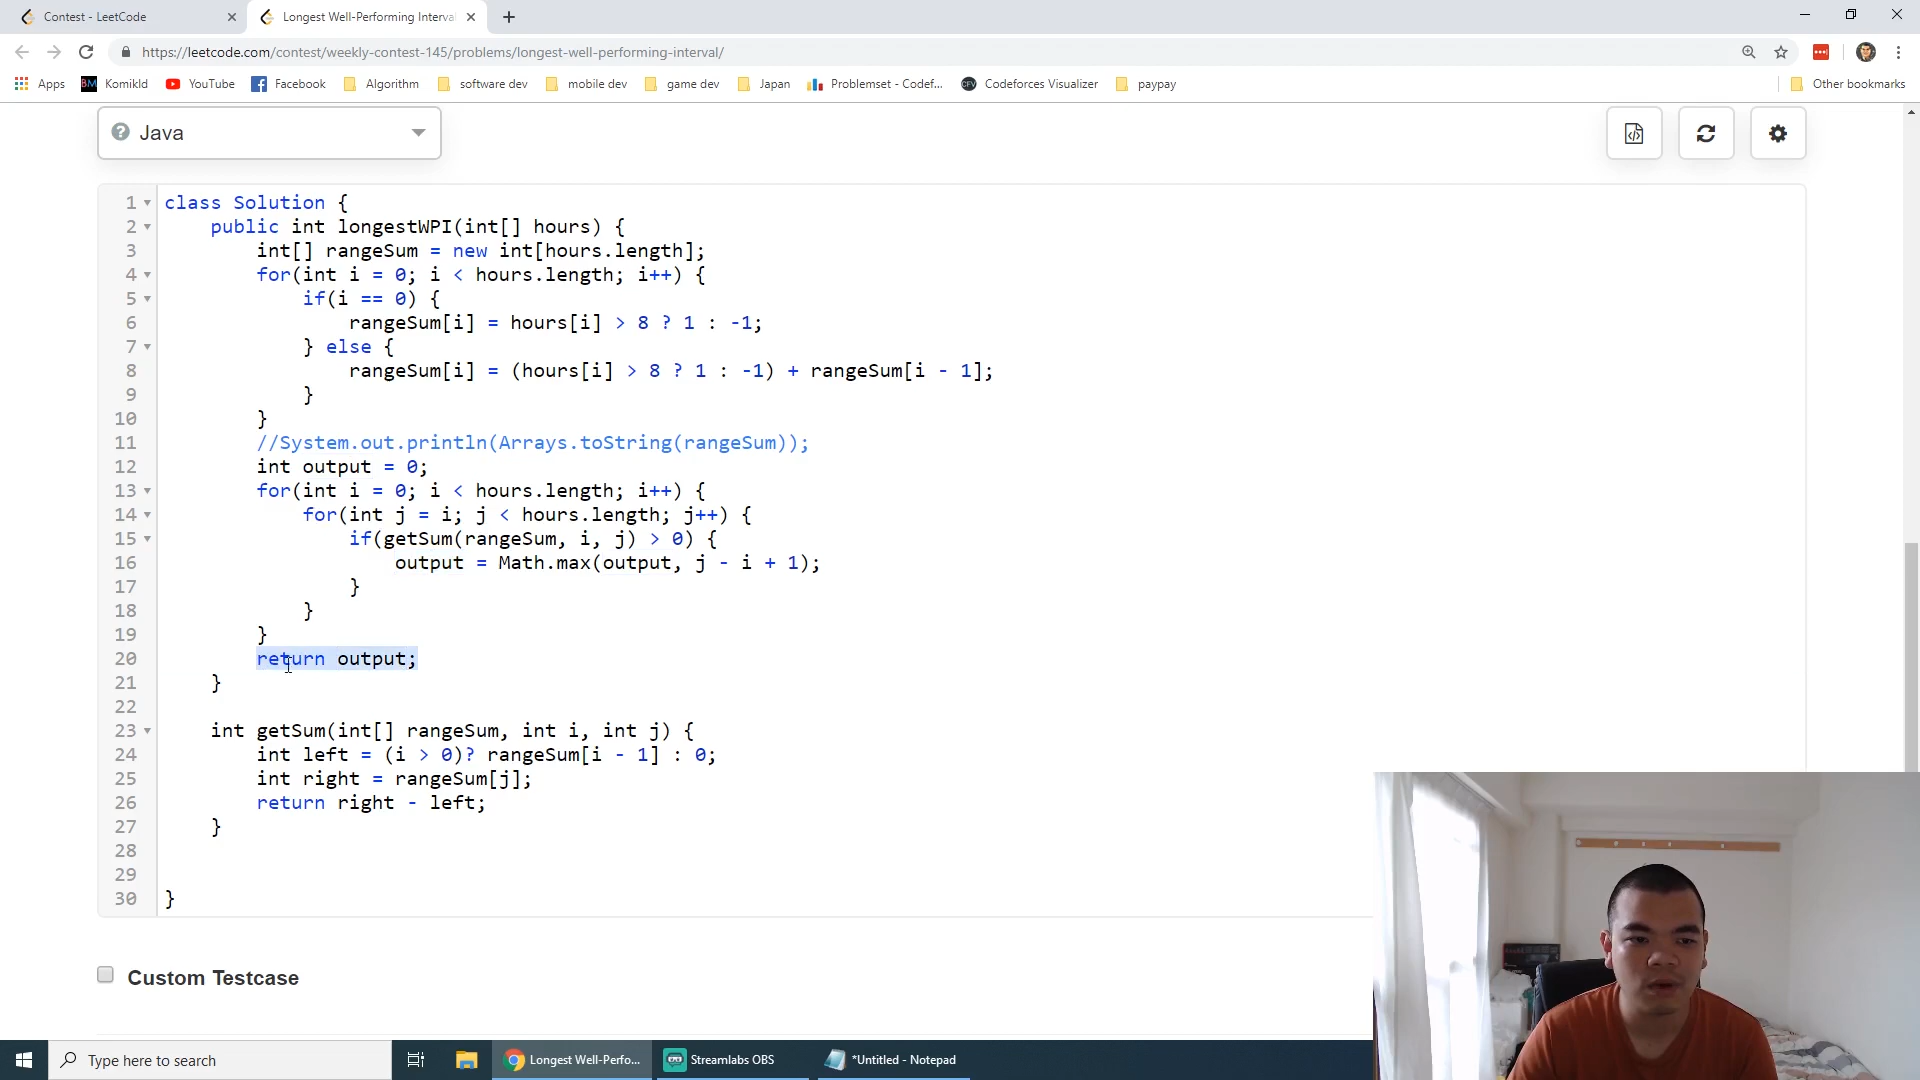 Contest - LeetCode
Longest Well-Performing Interva
https://leetcode.com/contest/weekly-contest-145/problems/longest-well-performing-interval/
Apps
BM Komikld
YouTube
Facebook
Algorithm
software dev
mobile dev
game dev
Japan
Problemset - Codef...
CFV Codeforces Visualizer
paypay
Other bookmarks
? Java
1 class Solution {
2 public int longestWPI(int[] hours) {
3 int[] rangeSum = new int[hours.length];
4 for(int i = 0; i < hours.length; i++) {
5 if(i == 0) {
6 rangeSum[i] = hours[i] > 8 ? 1 : -1;
7 } else {
8 rangeSum[i] = (hours[i] > 8 ? 1 : -1) + rangeSum[i - 1];
9 }
10 }
11 //System.out.println(Arrays.toString(rangeSum));
12 int output = 0;
13 for(int i = 0; i < hours.length; i++) {
14 for(int j = i; j < hours.length; j++) {
15 if(getSum(rangeSum, i, j) > 0) {
16 output = Math.max(output, j - i + 1);
17 }
18 }
19 }
20 return output;
21 }
22
23 int getSum(int[] rangeSum, int i, int j) {
24 int left = (i > 0)? rangeSum[i - 1] : 0;
25 int right = rangeSum[j];
26 return right - left;
27 }
28
29
30 }
Custom Testcase
Type here to search
Longest Well-Perfo...
Streamlabs OBS
*Untitled - Notepad